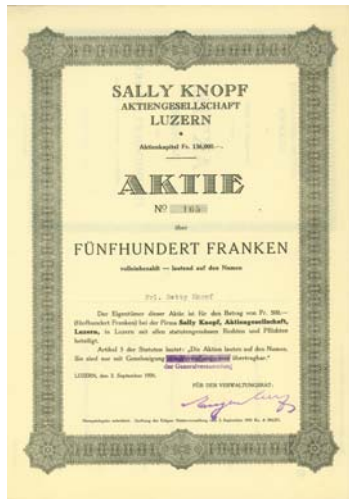 SALLY KNOPF
AKTIENGESELLSCHAFT
LUZERN
Aktienkapital Fr. 130,000.—.
AKTIE
Nº 165
über
FÜNFHUNDERT FRANKEN
volleinbezahlt — lautend auf den Namen
Frl. Knopf
Der Eigentümer dieser Aktie ist für den Betrag von Fr. 500.—
(fünfhundert Franken) bei der Firma Sally Knopf, Aktiengesellschaft,
Luzern, in Luzern mit allen statutengemässen Rechten und Pflichten
beteiligt.
Artikel 5 der Statuten lautet: „Die Aktien lauten auf den Namen.
Sie sind nur mit Genehmigung übertragbar."
der Generalversammlung
LUZERN, den 2. September 1930.
FÜR DEN VERWALTUNGSRAT: